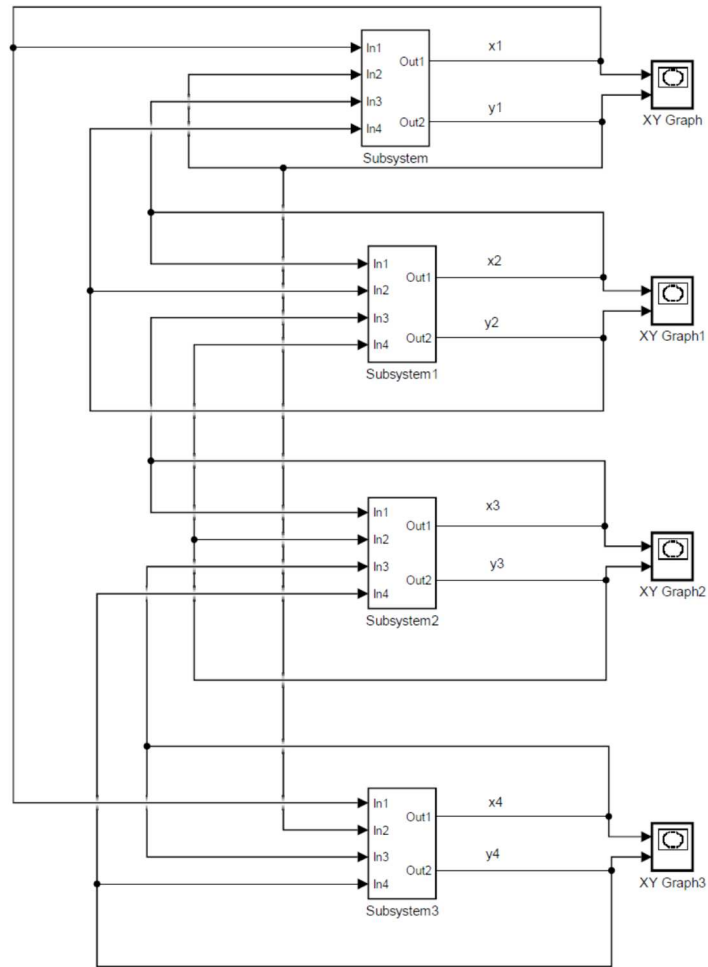 In1
In2
In3
In4
Out1
Out2
Subsystem
x1
y1
XY Graph
In1
In2
In3
In4
Out1
Out2
Subsystem1
x2
y2
XY Graph1
In1
In2
In3
In4
Out1
Out2
Subsystem2
x3
y3
XY Graph2
In1
In2
In3
In4
Out1
Out2
Subsystem3
x4
y4
XY Graph3